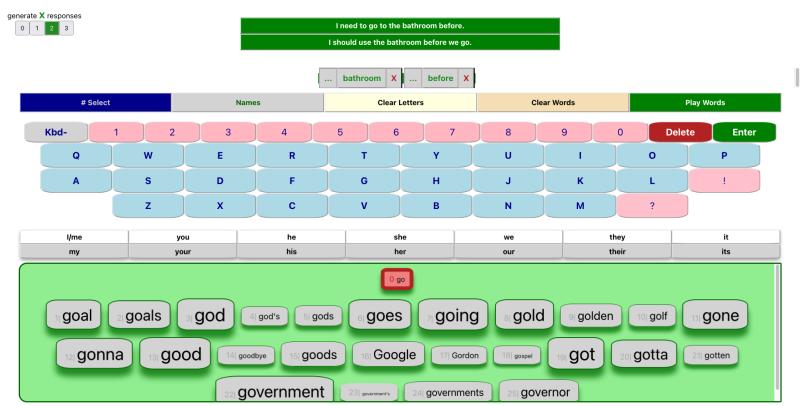 generate X responses
0 1 2 3
I need to go to the bathroom before.
I should use the bathroom before we go.
... bathroom X ... before X
# Select Names Clear Letters Clear Words Play Words
Kbd- 1 2 3 4 5 6 7 8 9 0 Delete Enter
Q W E R T Y U I O P
A S D F G H J K L !
Z X C V B N M ?
I/me you he she we they it
my your his her our their its
0 go
1| goal 2| goals 3| god 4| god's 5| gods 6| goes 7| going 8| gold 9| golden 10| golf 11| gone
12| gonna 13| good 14| goodbye 15| goods 16| Google 17| Gordon 18| gospel 19| got 20| gotta 21| gotten
22| government 23| government's 24| governments 25| governor